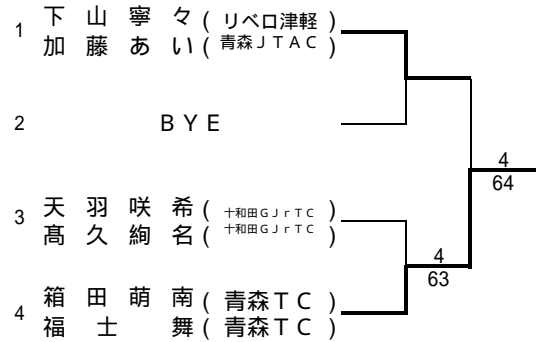 1 下 山 寧 々 ( リベロ津軽 )
加 藤 あ い ( 青森ＪＴＡＣ )
2 ＢＹＥ
4
64
3 天 羽 咲 希 ( 十和田ＧＪｒＴＣ )
髙 久 絢 名 ( 十和田ＧＪｒＴＣ )
4
63
4 箱 田 萌 南 ( 青森ＴＣ )
福 士 舞 ( 青森ＴＣ )